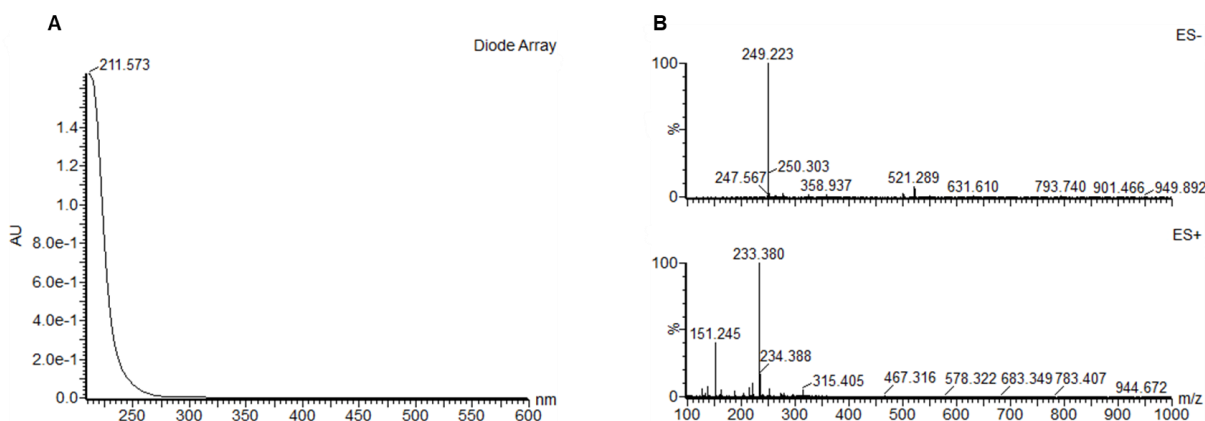 A
Diode Array
211.573
1.4
1.2
1.0
8.0e-1
6.0e-1
4.0e-1
2.0e-1
0.0
AU
250 300 350 400 450 500 550 600 nm
B
ES-
100
%
0
249.223
247.567
250.303
358.937
521.289
631.610
793.740
901.466
949.892
ES+
100
%
0
233.380
151.245
234.388
315.405
467.316
578.322
683.349
783.407
944.672
100 200 300 400 500 600 700 800 900 1000 m/z